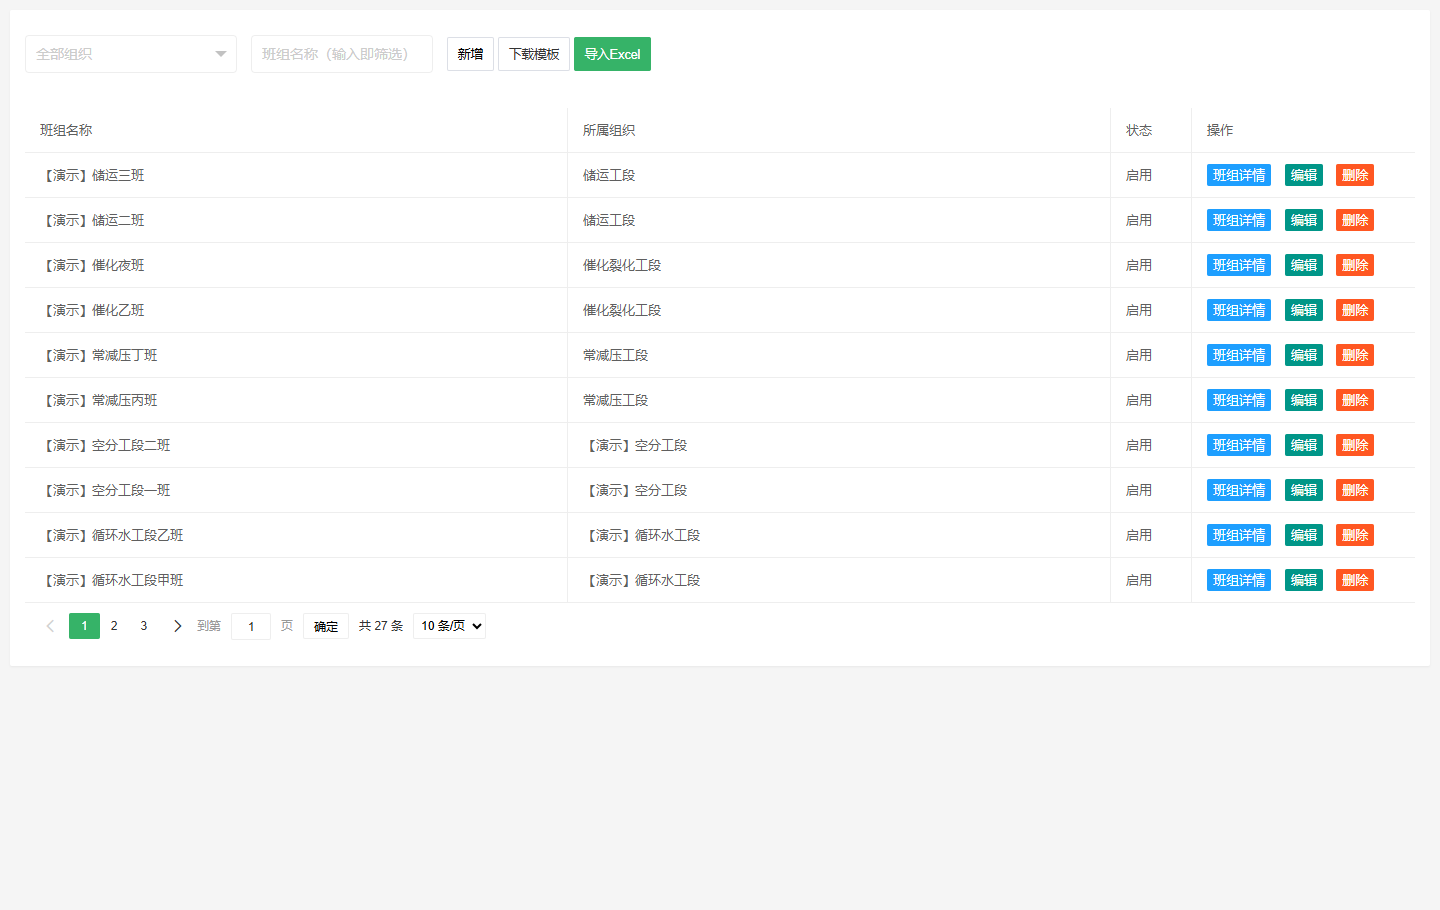 全部组织 班组名称（输入即筛选） 新增 下载模板 导入Excel
班组名称 所属组织 状态 操作
【演示】储运三班 储运工段 启用 班组详情 编辑 删除
【演示】储运二班 储运工段 启用 班组详情 编辑 删除
【演示】催化夜班 催化裂化工段 启用 班组详情 编辑 删除
【演示】催化乙班 催化裂化工段 启用 班组详情 编辑 删除
【演示】常减压丁班 常减压工段 启用 班组详情 编辑 删除
【演示】常减压丙班 常减压工段 启用 班组详情 编辑 删除
【演示】空分工段二班 【演示】空分工段 启用 班组详情 编辑 删除
【演示】空分工段一班 【演示】空分工段 启用 班组详情 编辑 删除
【演示】循环水工段乙班 【演示】循环水工段 启用 班组详情 编辑 删除
【演示】循环水工段甲班 【演示】循环水工段 启用 班组详情 编辑 删除
1 2 3 到第 1 页 确定 共 27 条 10 条/页